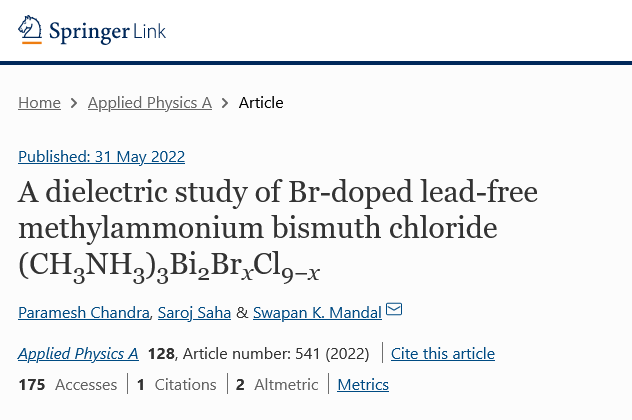 Springer Link
Home > Applied Physics A > Article
Published: 31 May 2022
A dielectric study of Br-doped lead-free
methylammonium bismuth chloride
(CH₃NH₃)₃Bi₂BrₓCl₉₋ₓ
Paramesh Chandra, Saroj Saha & Swapan K. Mandal
Applied Physics A 128, Article number: 541 (2022) | Cite this article
175 Accesses | 1 Citations | 2 Altmetric | Metrics